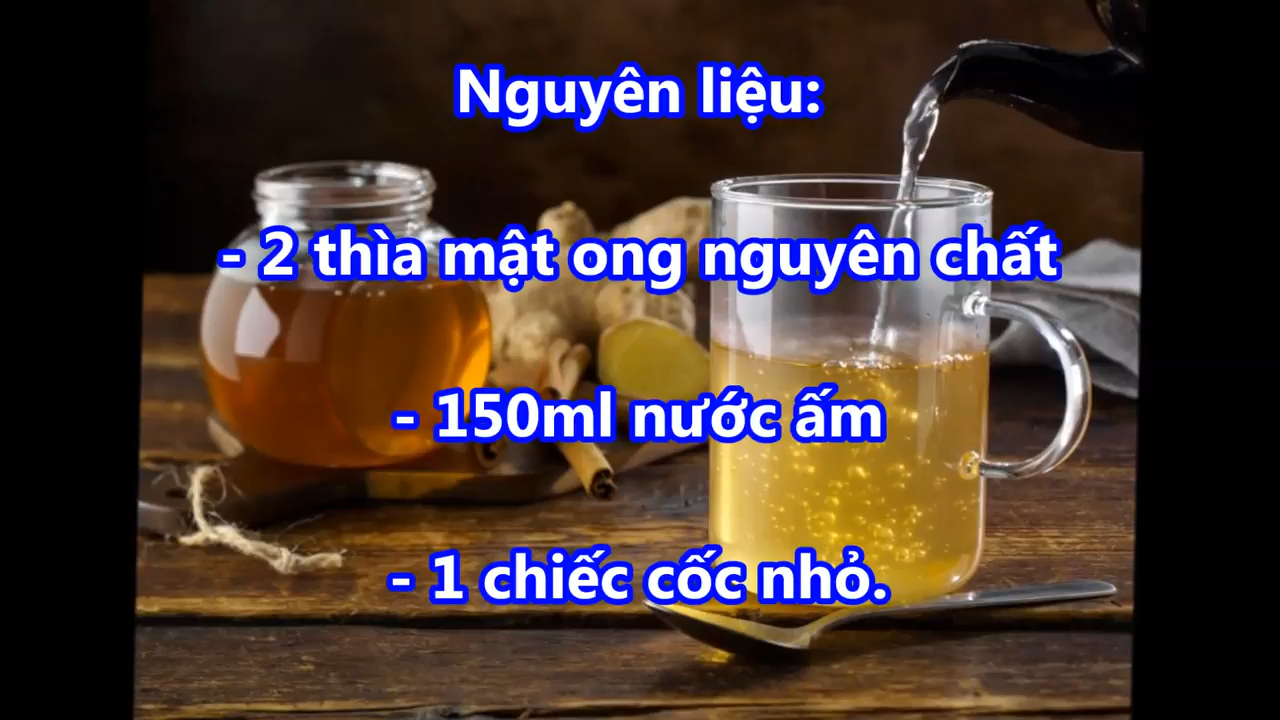 Nguyên liệu:
- 2 thìa mật ong nguyên chất
- 150ml nước ấm
- 1 chiếc cốc nhỏ.